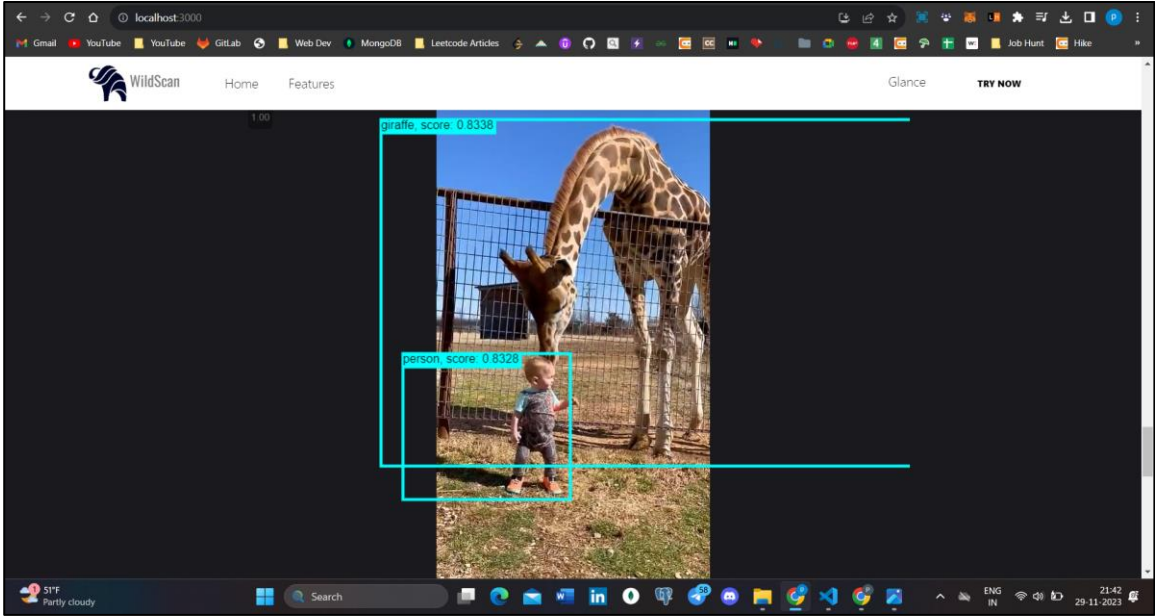 localhost:3000
Gmail YouTube YouTube GitLab Web Dev MongoDB Leetcode Articles Job Hunt Hike »
WildScan Home Features Glance TRY NOW
1.00
giraffe, score: 0.8338
person, score: 0.8328
51°F
Partly cloudy
Search
58
ENG
IN
21:42
29-11-2023